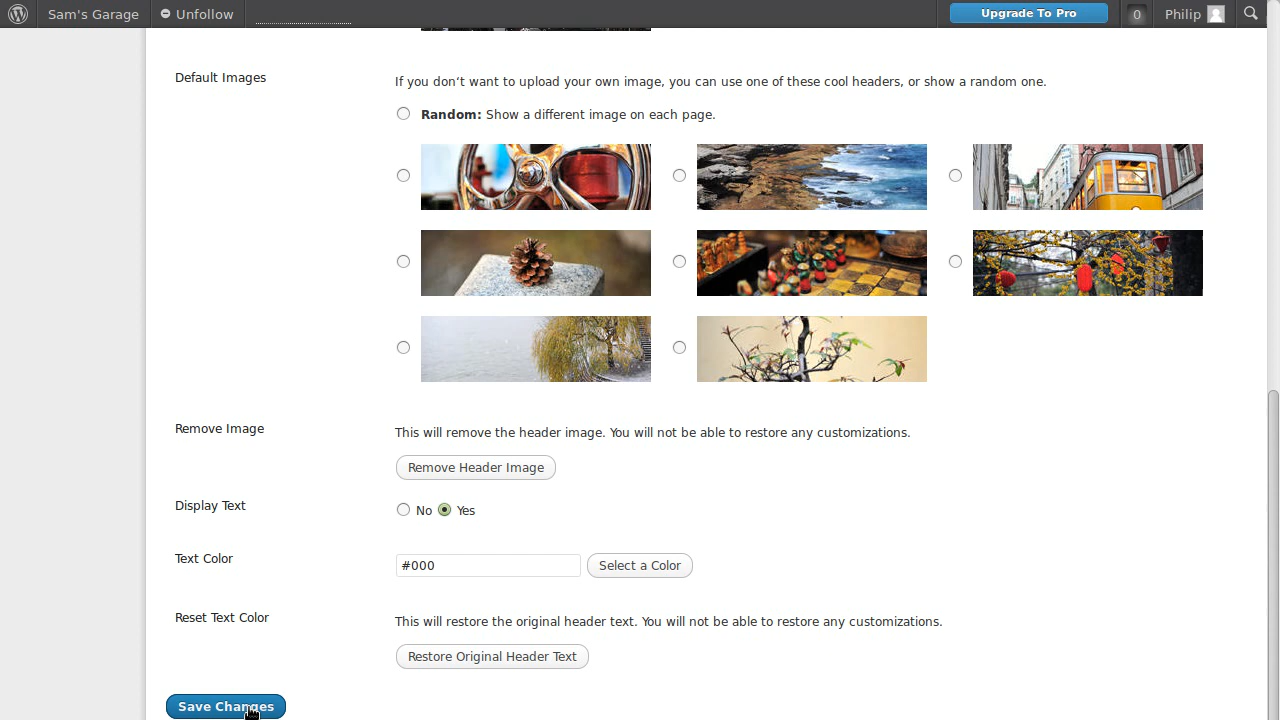 Sam's Garage Unfollow Upgrade To Pro 0 Philip
Default Images
If you don’t want to upload your own image, you can use one of these cool headers, or show a random one.
Random: Show a different image on each page.
Remove Image
This will remove the header image. You will not be able to restore any customizations.
Remove Header Image
Display Text
No Yes
Text Color
#000 Select a Color
Reset Text Color
This will restore the original header text. You will not be able to restore any customizations.
Restore Original Header Text
Save Changes